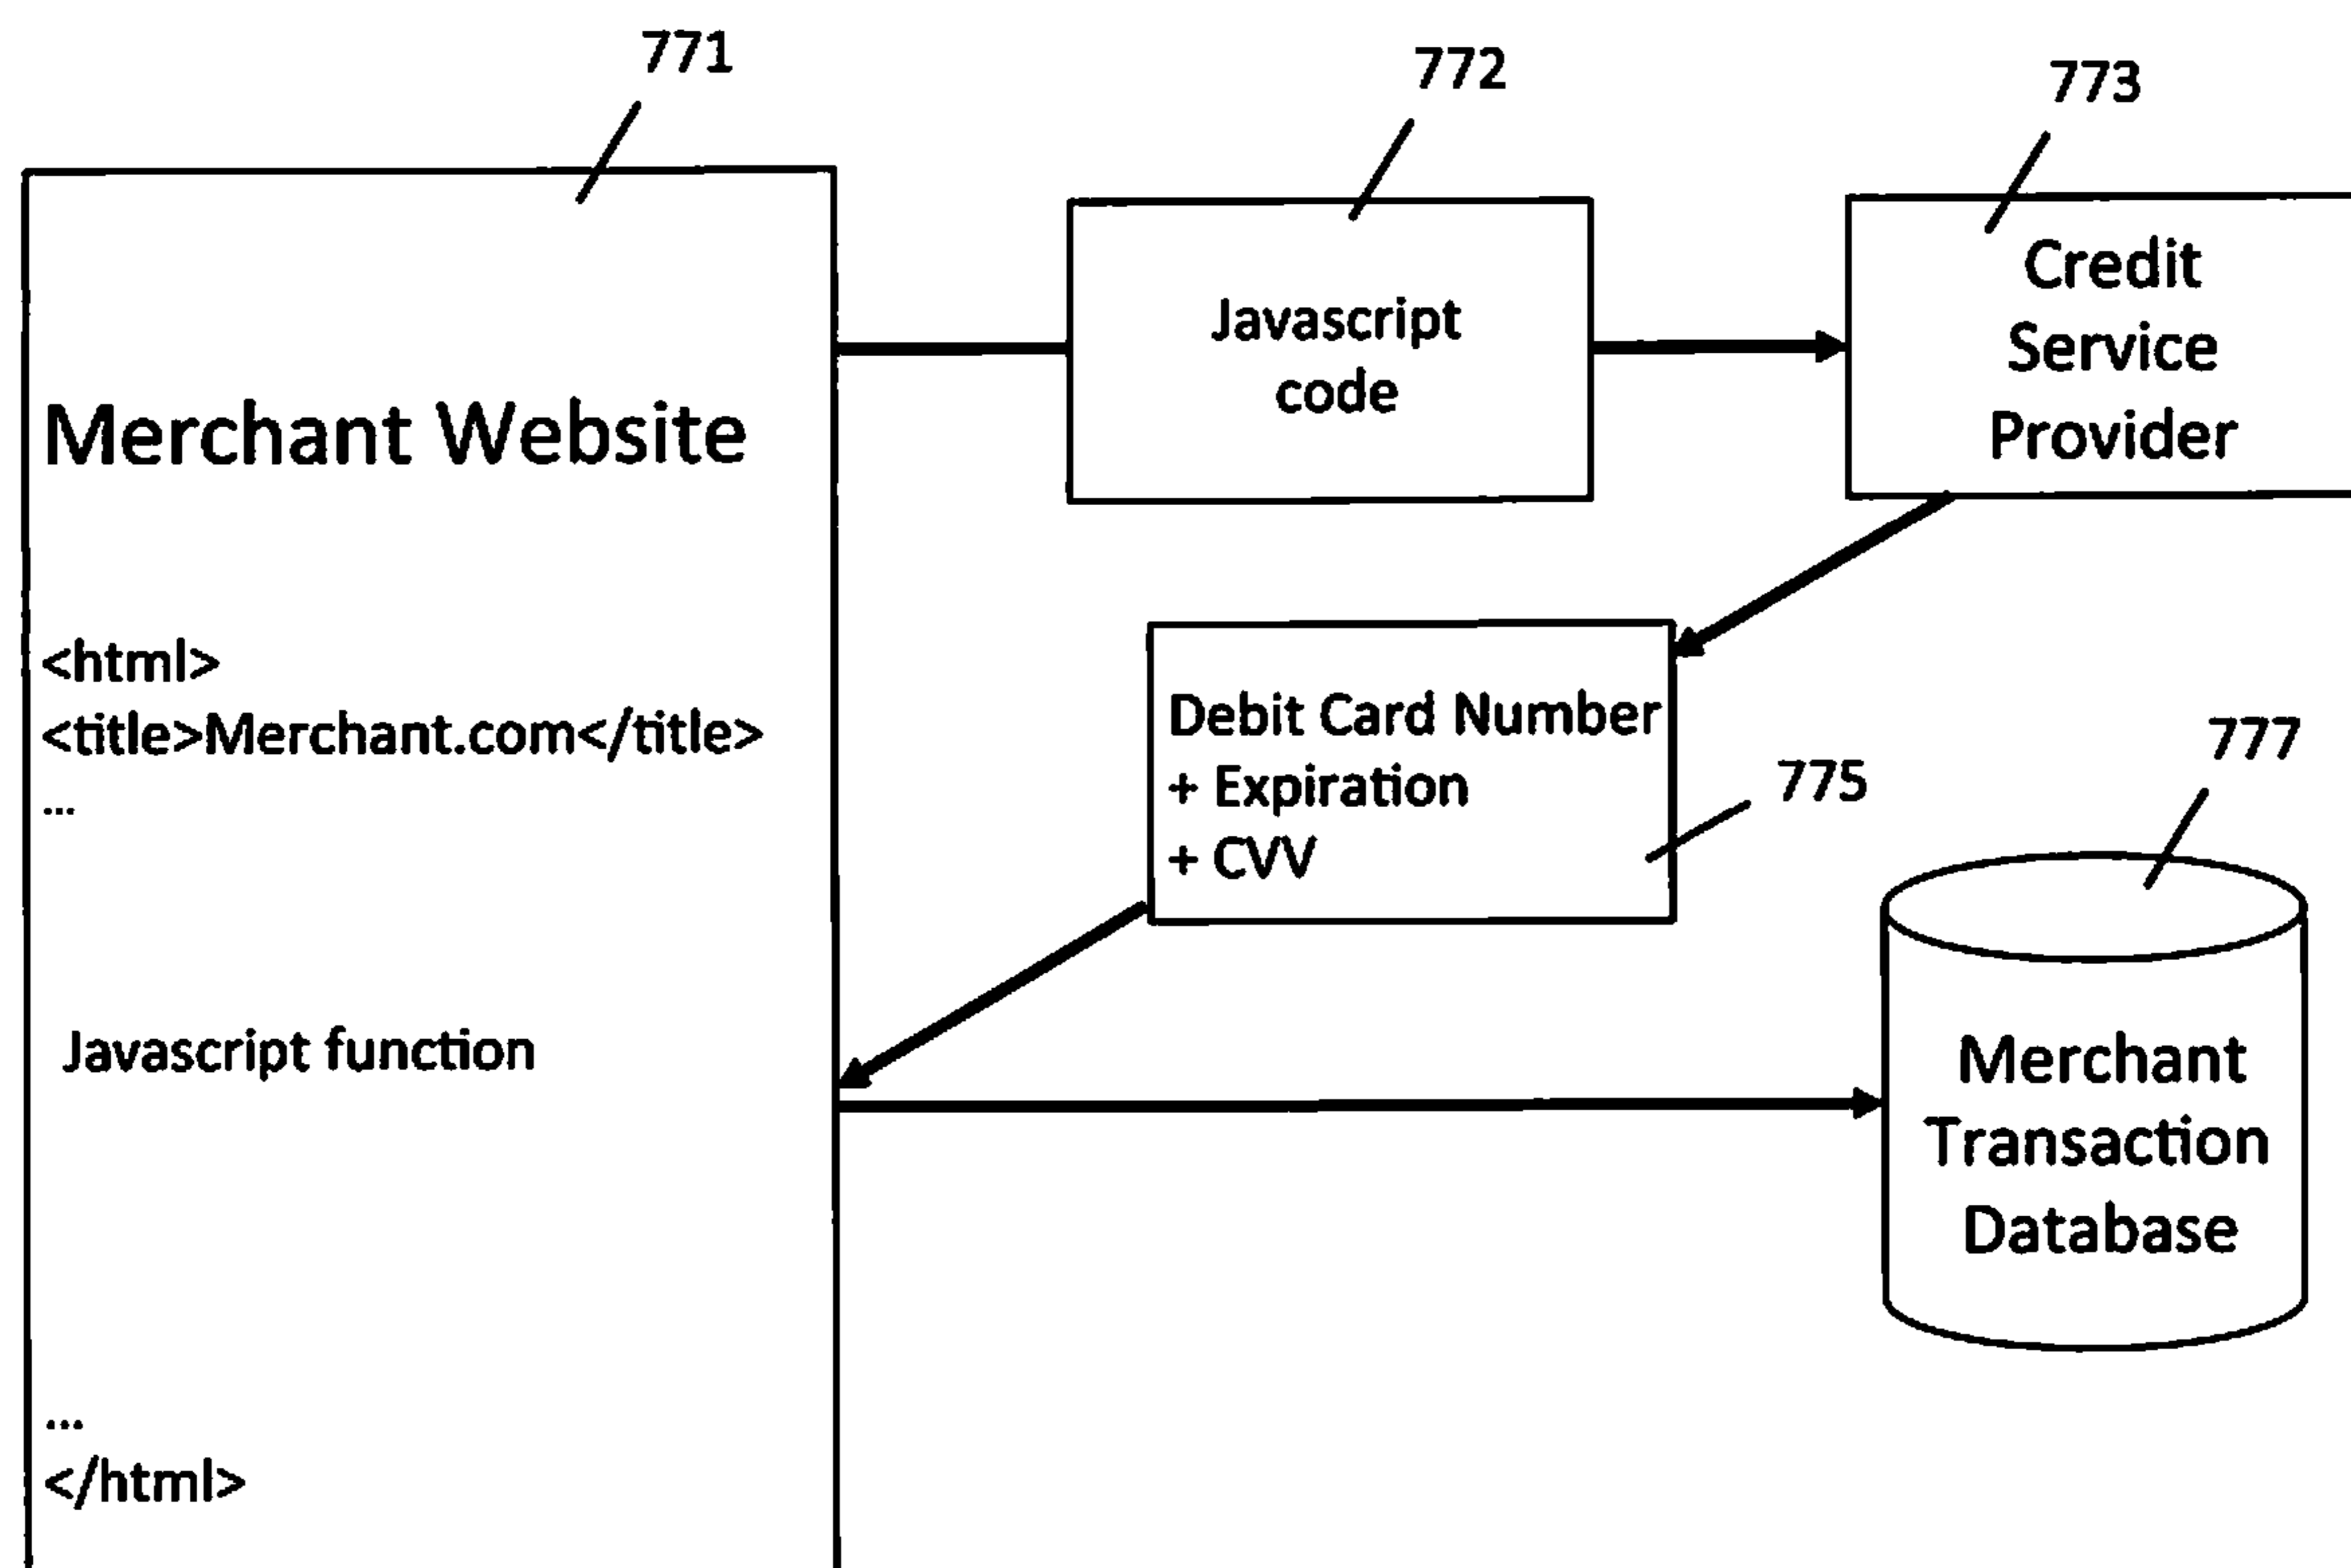 771
772
773
Merchant Website
<html>
<title>Merchant.com</title>
...
Javascript function
...
</html>
Javascript
code
Credit
Service
Provider
Debit Card Number
+ Expiration
+ CVV
775
777
Merchant
Transaction
Database